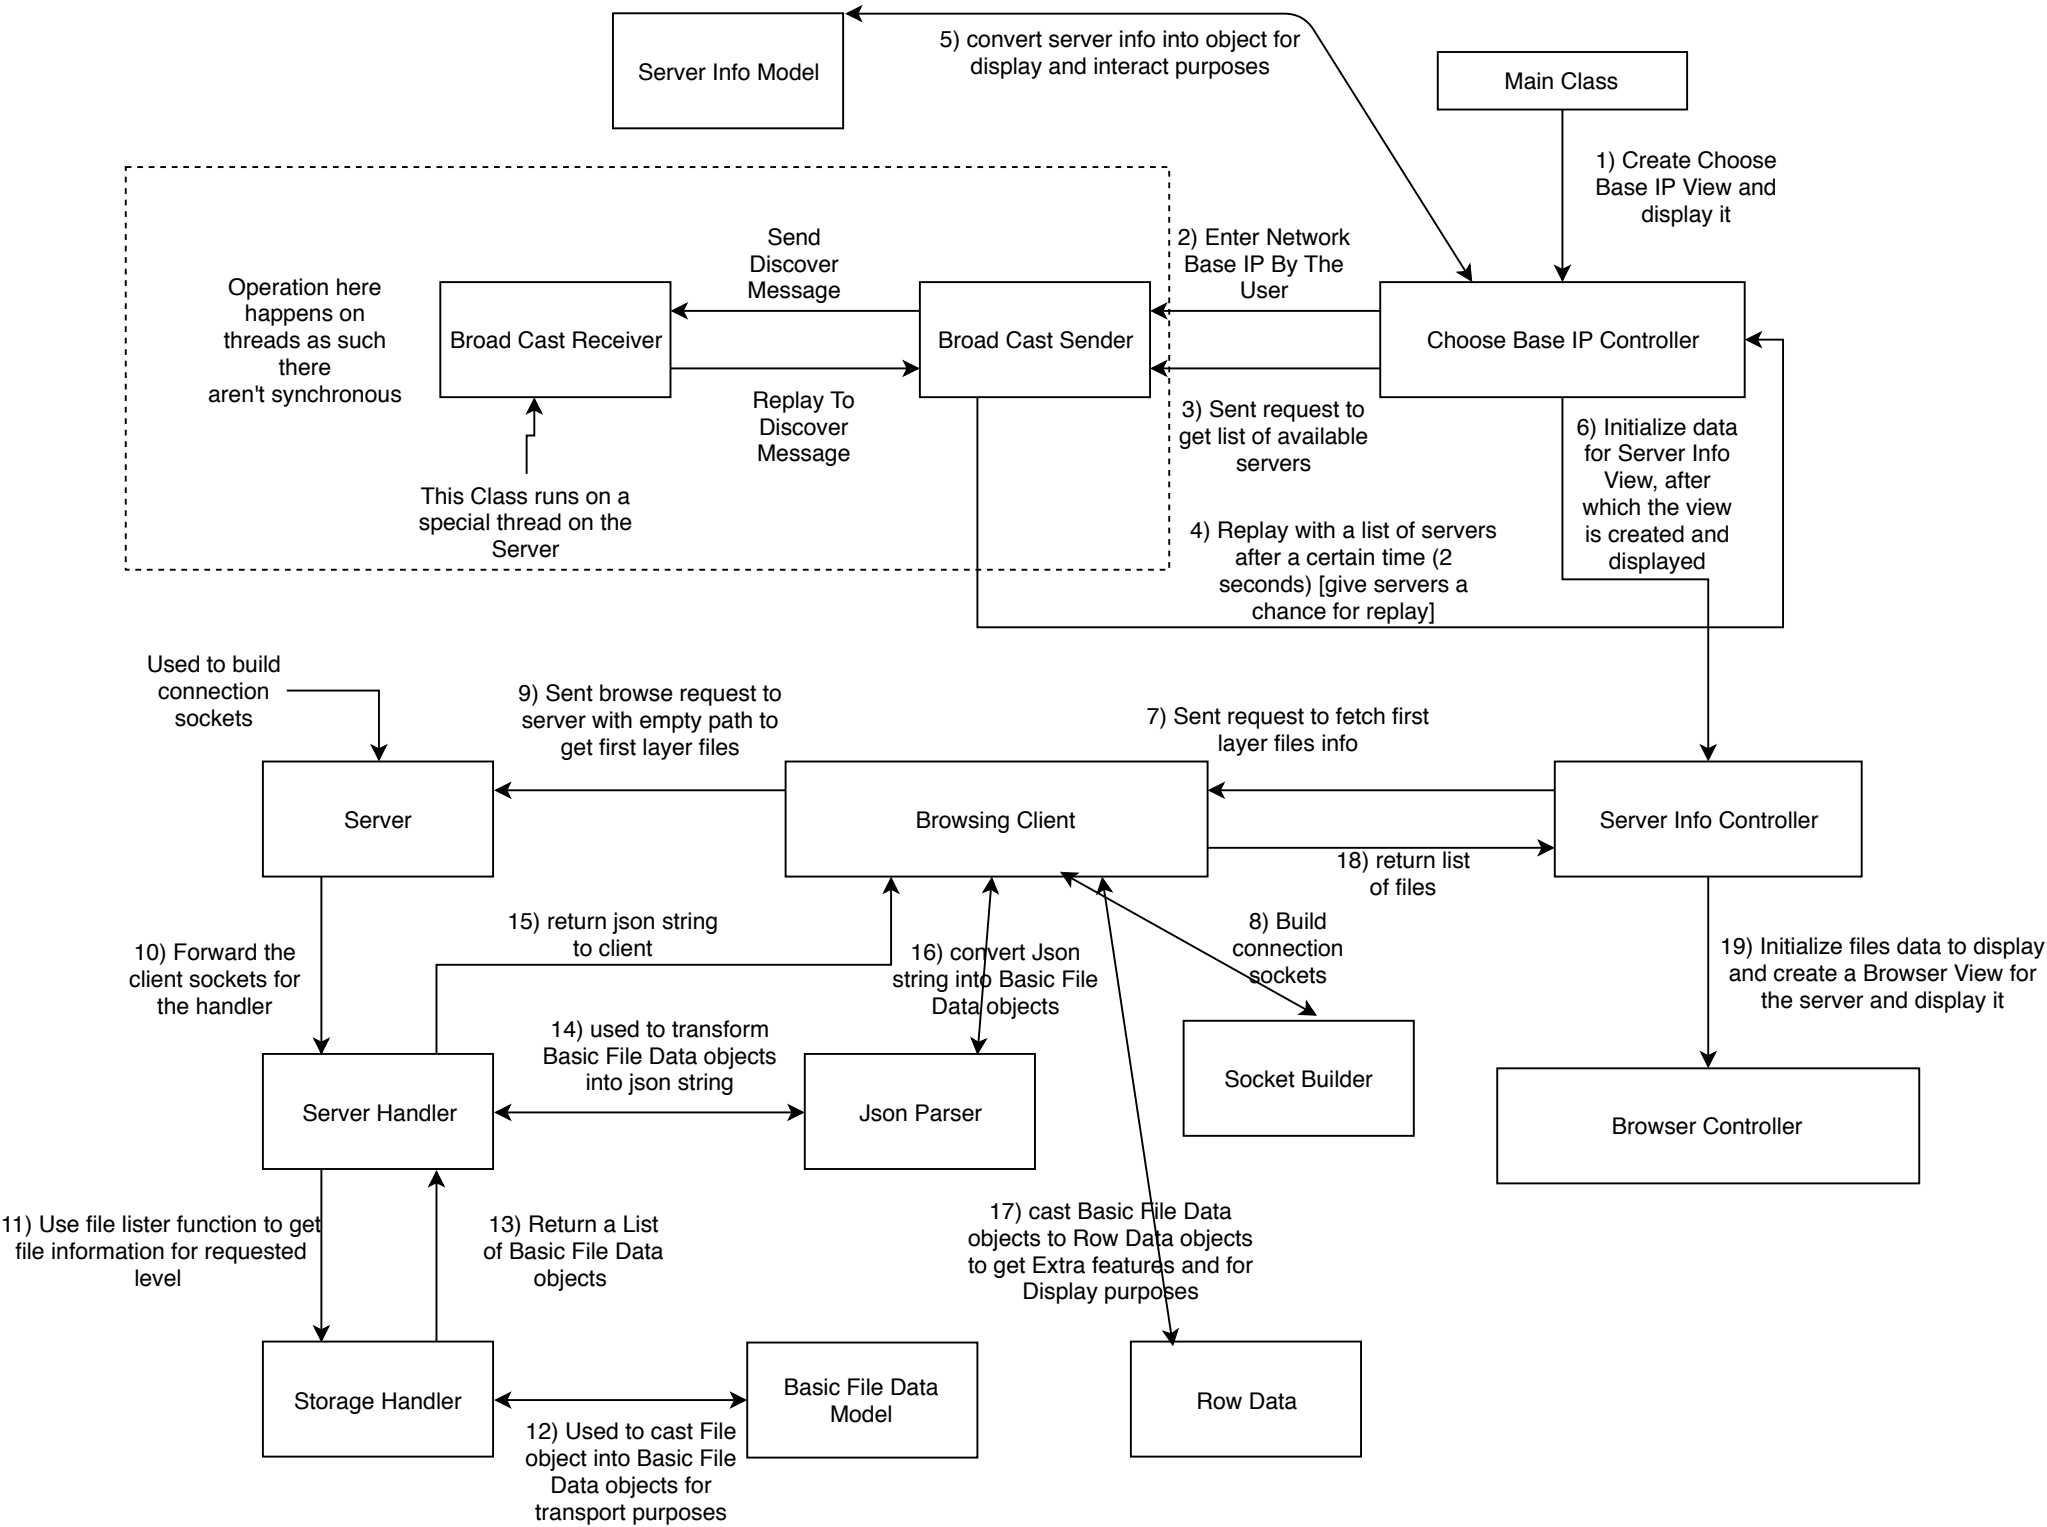 Server Info Model
5) convert server info into object for
display and interact purposes
Main Class
1) Create Choose
Base IP View and
display it
Operation here
happens on
threads as such
there
aren't synchronous
Send
Discover
Message
2) Enter Network
Base IP By The
User
Broad Cast Receiver
Broad Cast Sender
Choose Base IP Controller
Replay To
Discover
Message
3) Sent request to
get list of available
servers
6) Initialize data
for Server Info
View, after
which the view
is created and
displayed
This Class runs on a
special thread on the
Server
4) Replay with a list of servers
after a certain time (2
seconds) [give servers a
chance for replay]
Used to build
connection
sockets
9) Sent browse request to
server with empty path to
get first layer files
7) Sent request to fetch first
layer files info
Server
Browsing Client
Server Info Controller
18) return list
of files
10) Forward the
client sockets for
the handler
15) return json string
to client
16) convert Json
string into Basic File
Data objects
8) Build
connection
sockets
19) Initialize files data to display
and create a Browser View for
the server and display it
14) used to transform
Basic File Data objects
into json string
Server Handler
Json Parser
Socket Builder
Browser Controller
11) Use file lister function to get
file information for requested
level
13) Return a List
of Basic File Data
objects
17) cast Basic File Data
objects to Row Data objects
to get Extra features and for
Display purposes
Storage Handler
Basic File Data
Model
Row Data
12) Used to cast File
object into Basic File
Data objects for
transport purposes